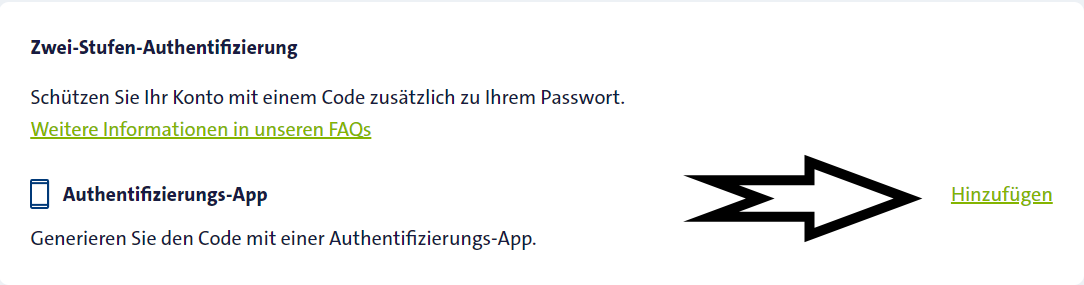 Zwei-Stufen-Authentifizierung
Schützen Sie Ihr Konto mit einem Code zusätzlich zu Ihrem Passwort.
Weitere Informationen in unseren FAQs
Authentifizierungs-App
Hinzufügen
Generieren Sie den Code mit einer Authentifizierungs-App.